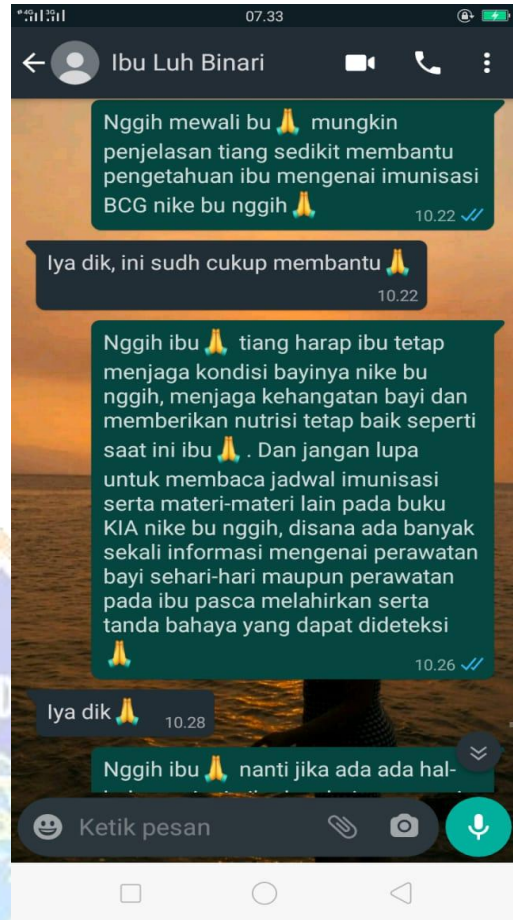 4G 3G 07.33
Ibu Luh Binari
Nggih mewali bu🙏 mungkin
penjelasan tiang sedikit membantu
pengetahuan ibu mengenai imunisasi
BCG nike bu nggih🙏
10.22
Iya dik, ini sudh cukup membantu🙏
10.22
Nggih ibu🙏 tiang harap ibu tetap
menjaga kondisi bayinya nike bu
nggih, menjaga kehangatan bayi dan
memberikan nutrisi tetap baik seperti
saat ini ibu🙏. Dan jangan lupa
untuk membaca jadwal imunisasi
serta materi-materi lain pada buku
KIA nike bu nggih, disana ada banyak
sekali informasi mengenai perawatan
bayi sehari-hari maupun perawatan
pada ibu pasca melahirkan serta
tanda bahaya yang dapat dideteksi
🙏
10.26
Iya dik🙏 10.28
Nggih ibu🙏 nanti jika ada ada hal-
Ketik pesan